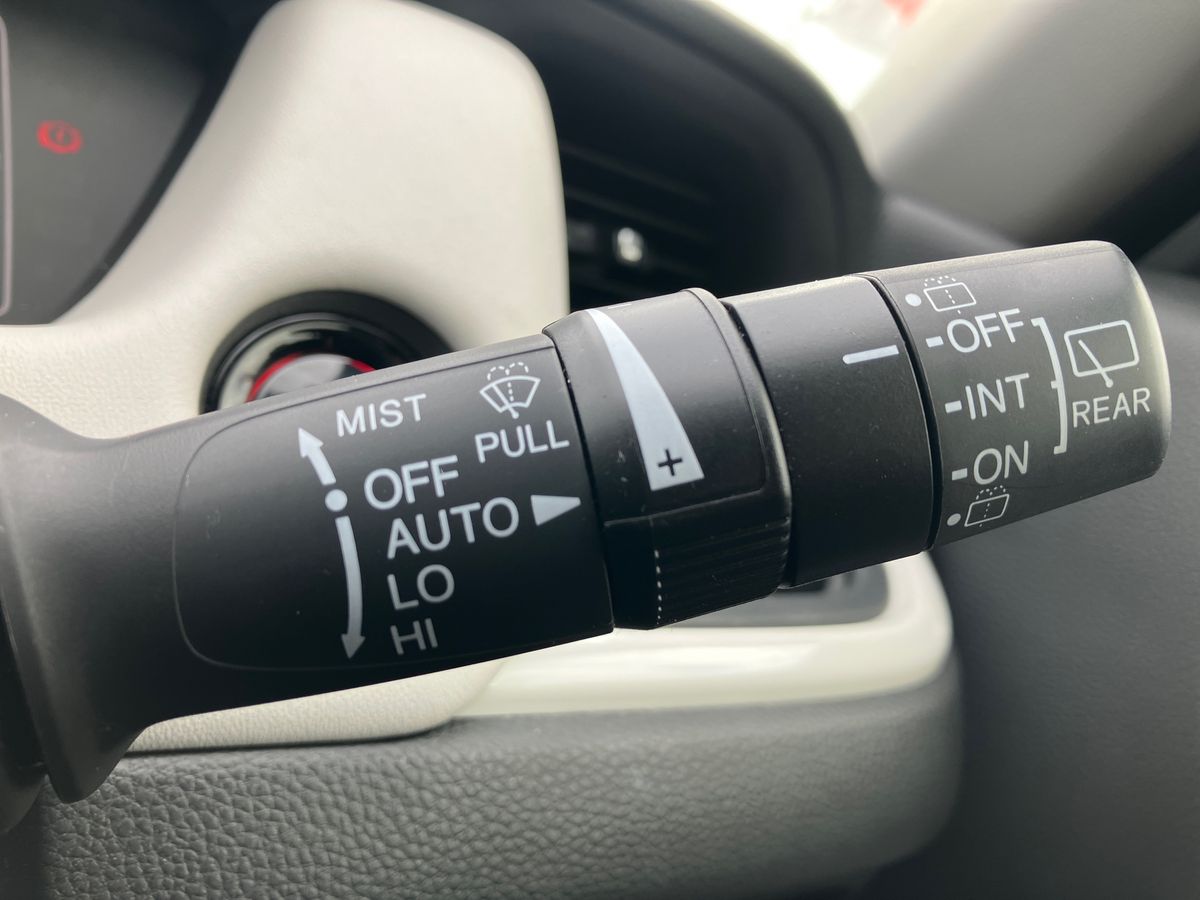 MIST
OFF
AUTO
LO
HI
PULL
+
OFF
INT
ON
REAR